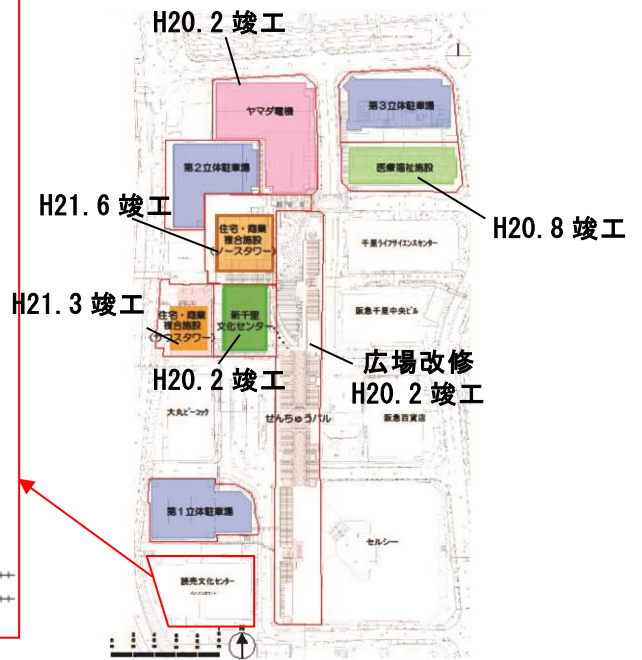 H20.2 竣工
ヤマダ電機
第3立体駐車場
第2立体駐車場
医療福祉施設
H21.6 竣工
H20.8 竣工
住宅・商業
複合施設
(ノースタワー)
千里ライフサイエンスセンター
H21.3 竣工
住宅・商業
複合施設
(サウスタワー)
新千里
文化センター
阪急千里中央ビル
広場改修
H20.2 竣工
H20.2 竣工
大丸ピーコック
せんちゅうパル
阪急百貨店
第1立体駐車場
セルシー
読売文化センター